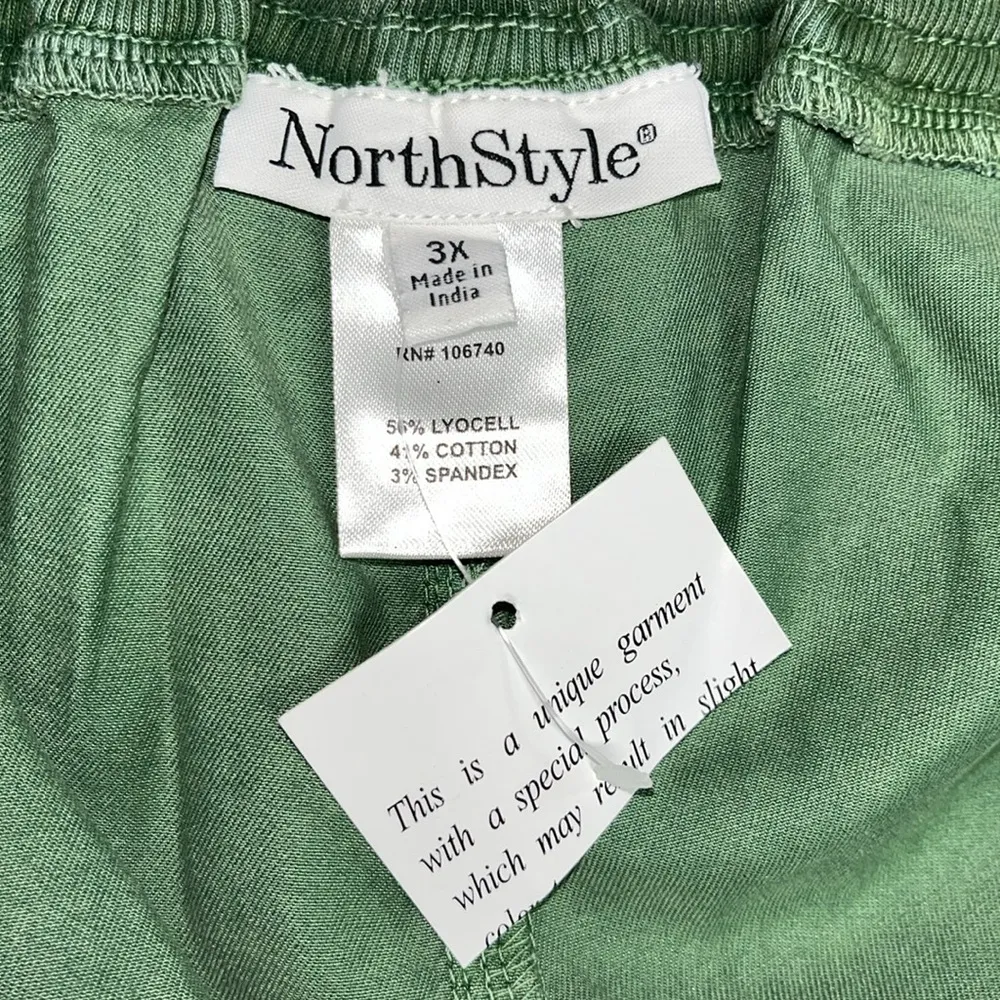 NorthStyle®
3X
Made in
India
RN# 106740
56% LYOCELL
41% COTTON
3% SPANDEX
This is a unique garment
with a special process,
which may result in slight
color